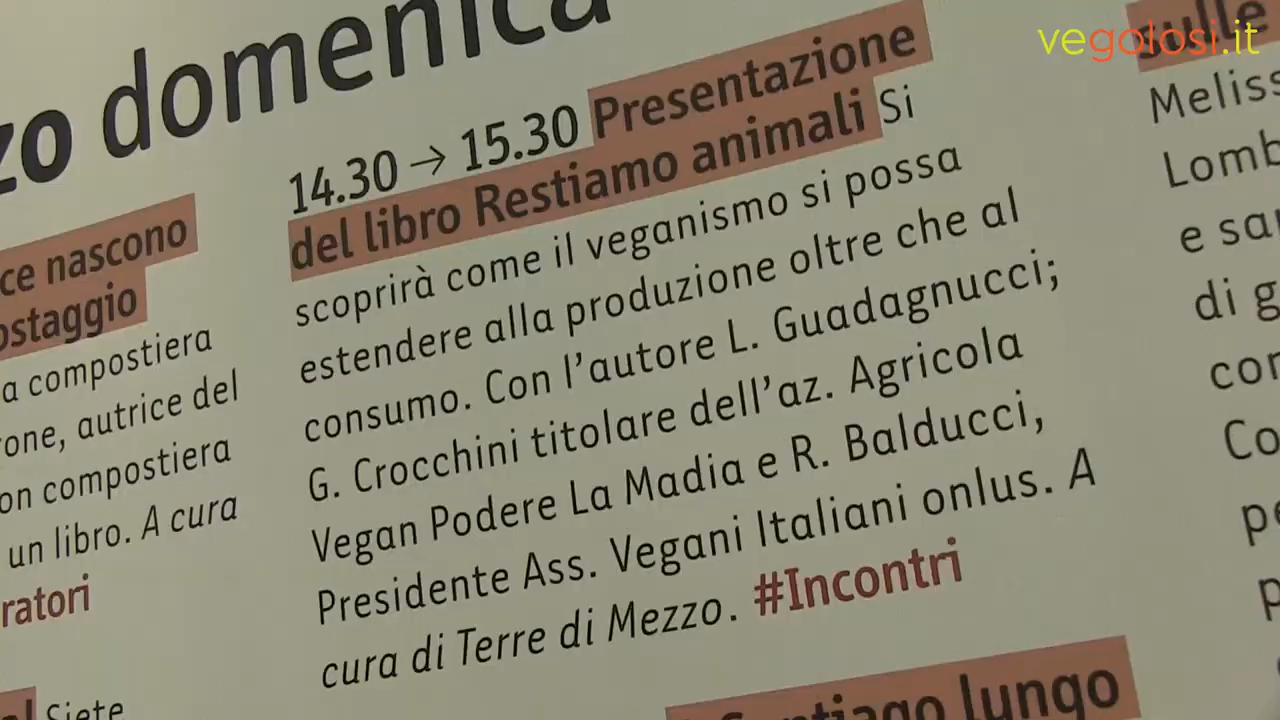 vegolosi.it
zo domenica
ce nascono
ostaggio
a compostiera
rone, autrice del
on compostiera
un libro. A cura
ratori
Siete
14.30 → 15.30 Presentazione
del libro Restiamo animali Si
scoprirà come il veganismo si possa
estendere alla produzione oltre che al
consumo. Con l'autore L. Guadagnucci;
G. Crocchini titolare dell'az. Agricola
Vegan Podere La Madia e R. Balducci,
Presidente Ass. Vegani Italiani onlus. A
cura di Terre di Mezzo. #Incontri
lungo
sulle
Meliss
Lomb
e sa
di g
con
Co
pe
p